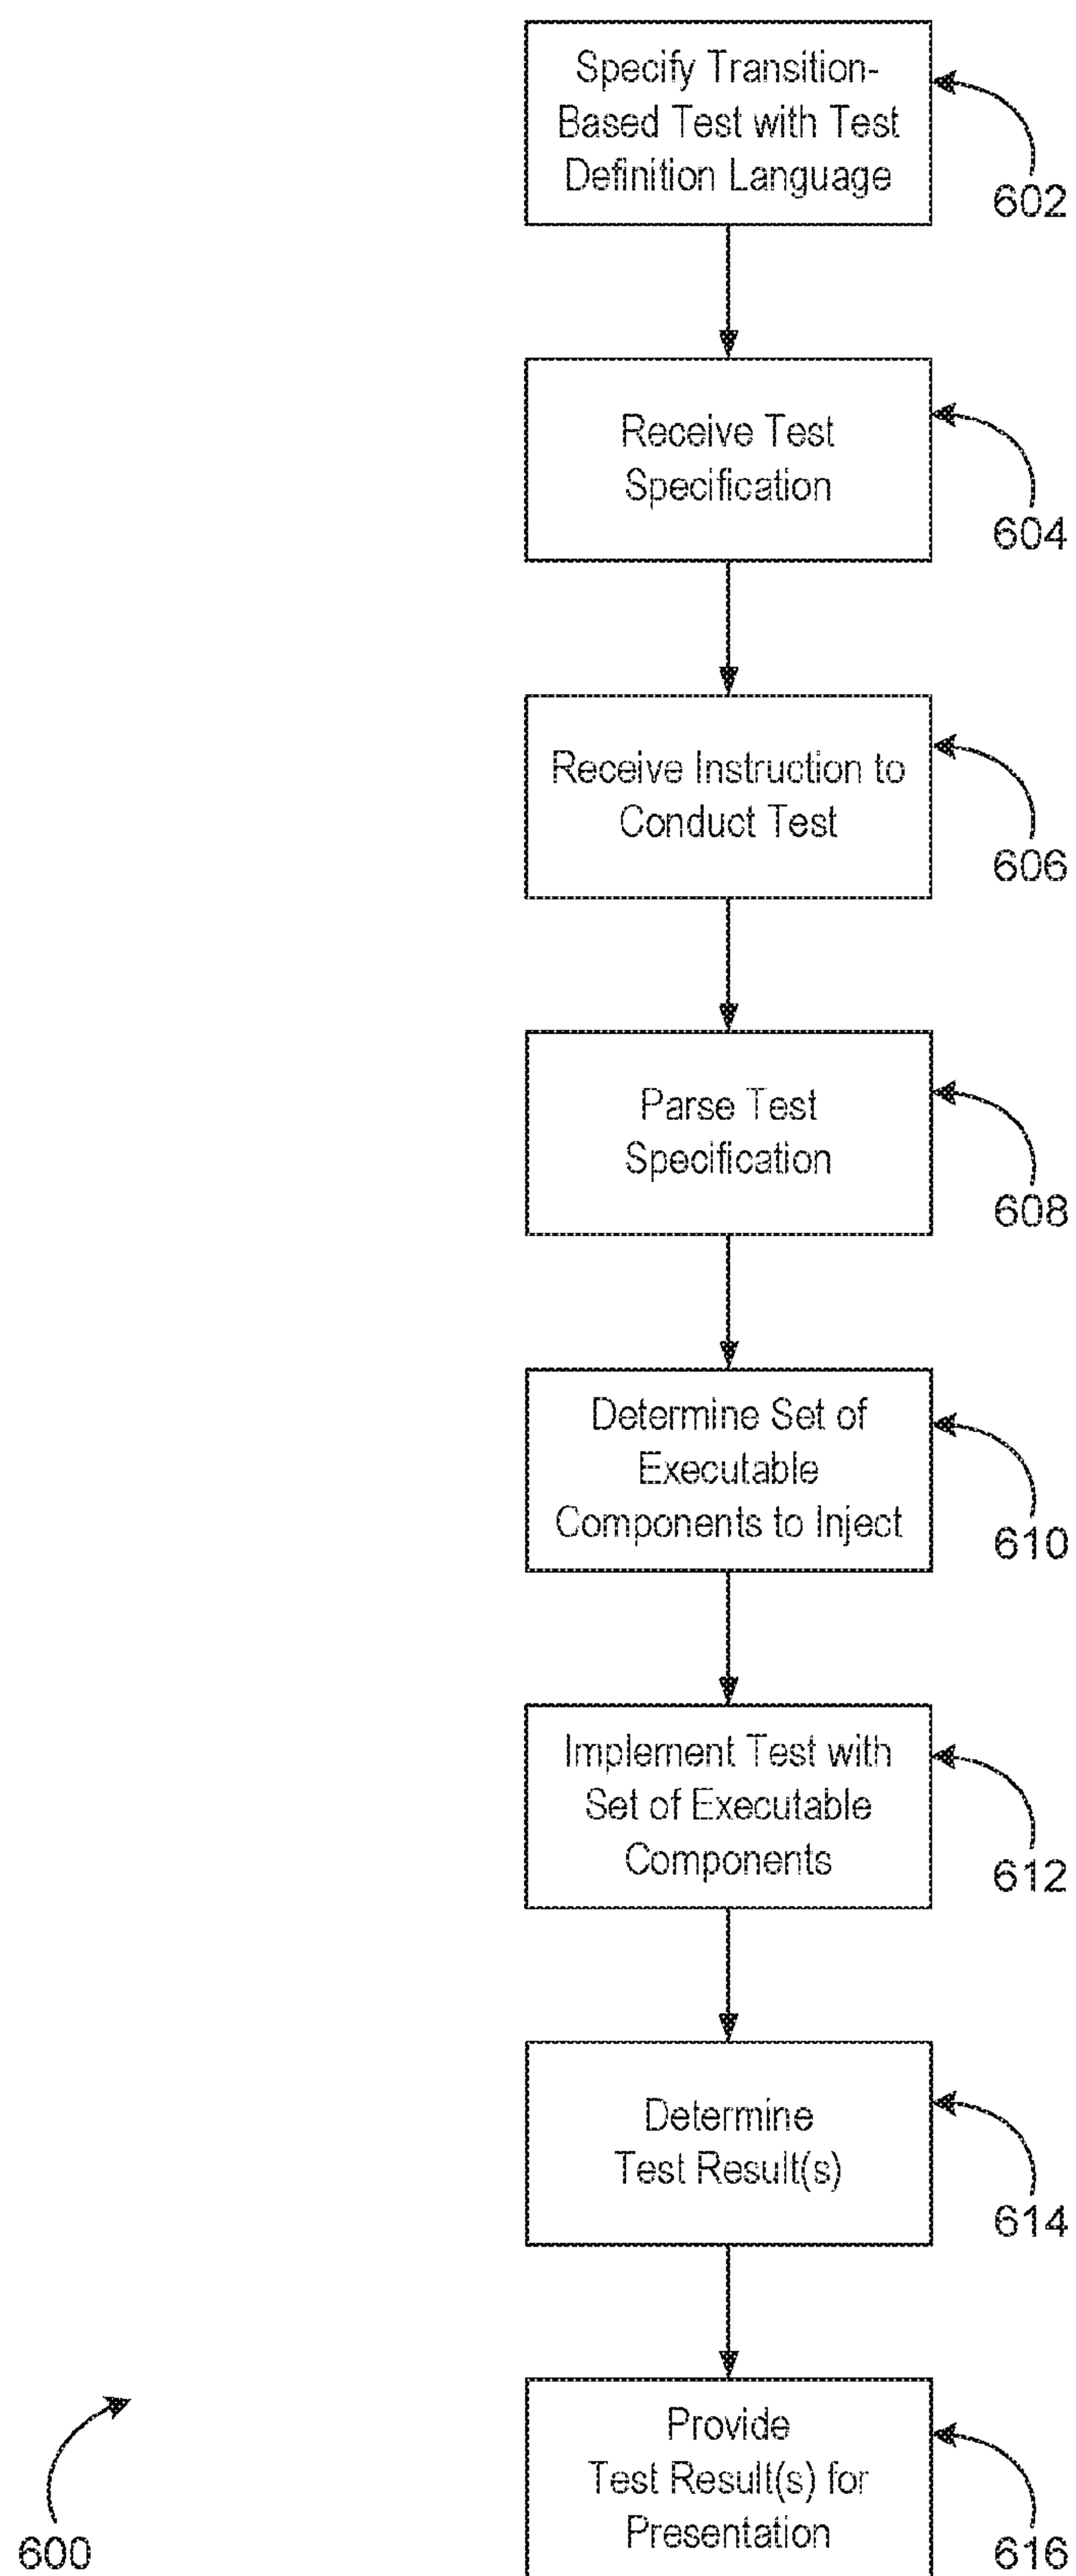 Specify Transition-
Based Test with Test
Definition Language
602
Receive Test
Specification
604
Receive Instruction to
Conduct Test
606
Parse Test
Specification
608
Determine Set of
Executable
Components to Inject
610
Implement Test with
Set of Executable
Components
612
Determine
Test Result(s)
614
Provide
Test Result(s) for
Presentation
616
600